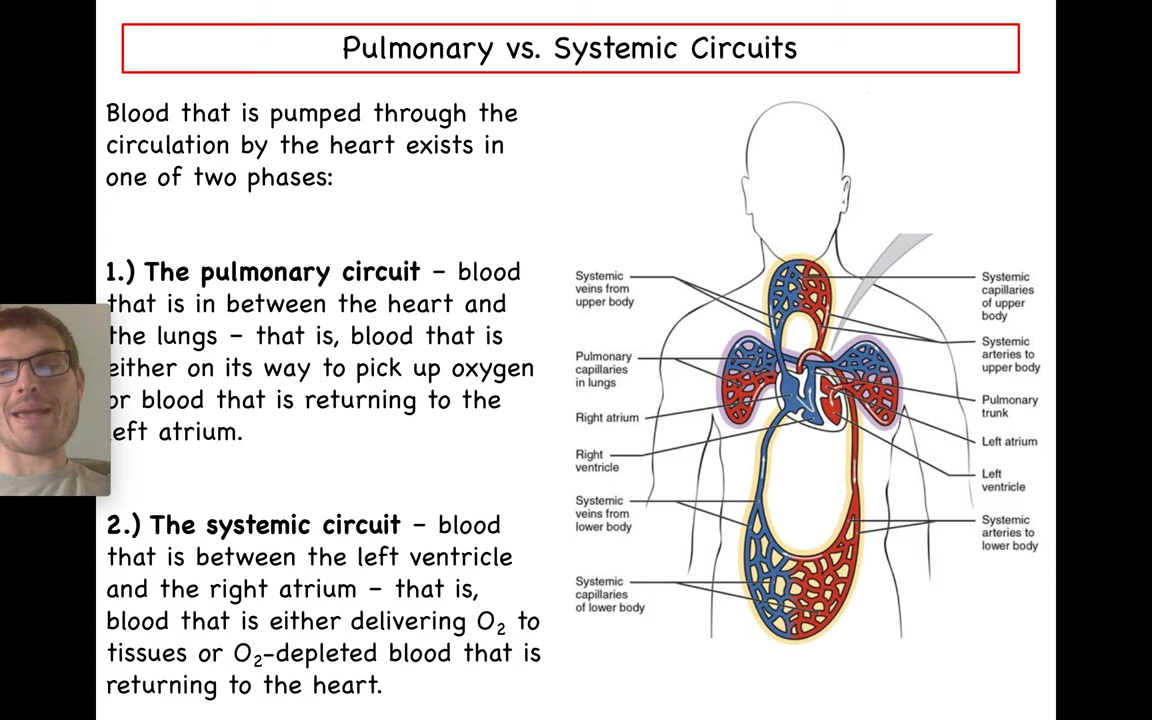 Pulmonary vs. Systemic Circuits
Blood that is pumped through the
circulation by the heart exists in
one of two phases:
1.) The pulmonary circuit – blood
that is in between the heart and
the lungs – that is, blood that is
either on its way to pick up oxygen
or blood that is returning to the
left atrium.
2.) The systemic circuit – blood
that is between the left ventricle
and the right atrium – that is,
blood that is either delivering O₂ to
tissues or O₂-depleted blood that is
returning to the heart.
Systemic
veins from
upper body
Pulmonary
capillaries
in lungs
Right atrium
Right
ventricle
Systemic
veins from
lower body
Systemic
capillaries
of lower body
Systemic
capillaries
of upper
body
Systemic
arteries to
upper body
Pulmonary
trunk
Left atrium
Left
ventricle
Systemic
arteries to
lower body